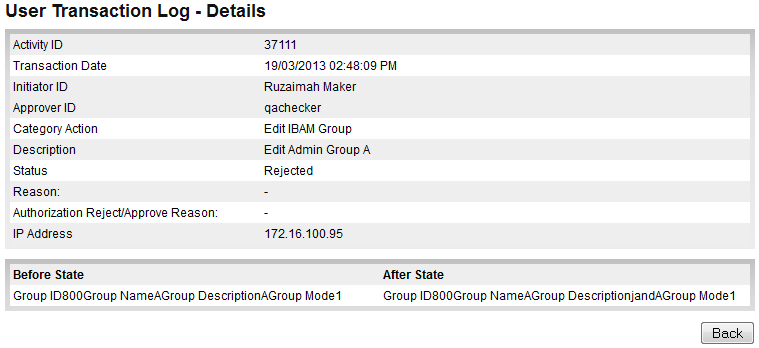 User Transaction Log - Details
Activity ID 37111
Transaction Date 19/03/2013 02:48:09 PM
Initiator ID Ruzaimah Maker
Approver ID qachecker
Category Action Edit IBAM Group
Description Edit Admin Group A
Status Rejected
Reason: -
Authorization Reject/Approve Reason: -
IP Address 172.16.100.95
Before State After State
Group ID800Group NameAGroup DescriptionAGroup Mode1 Group ID800Group NameAGroup DescriptionjandAGroup Mode1
Back